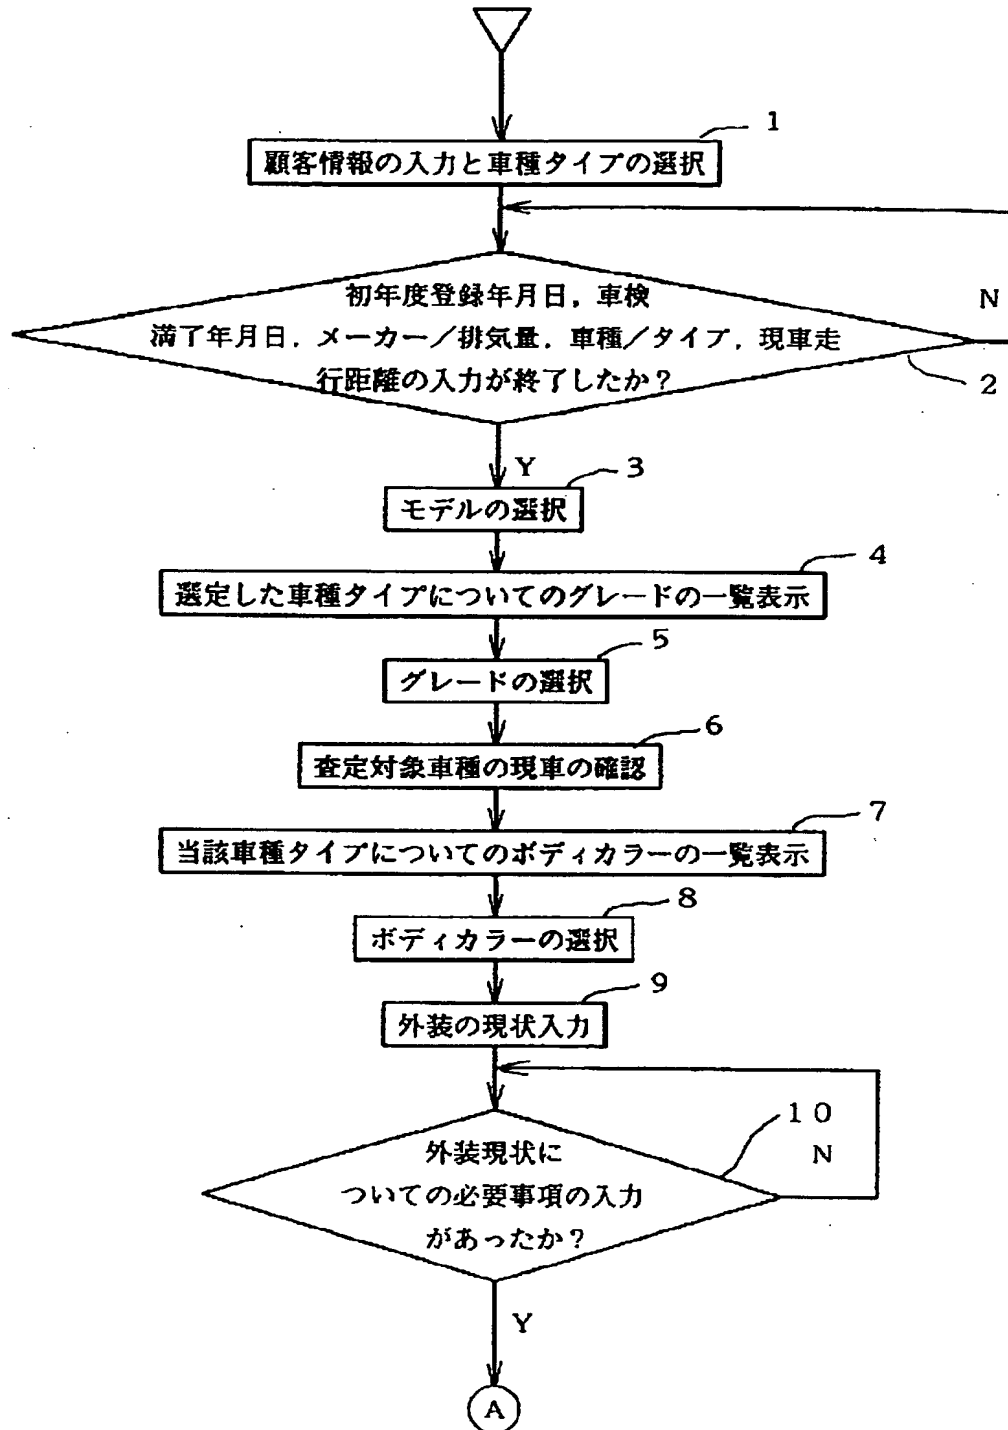 1
顧客情報の入力と車種タイプの選択
初年度登録年月日，車検
満了年月日，メーカー／排気量，車種／タイプ，現車走
行距離の入力が終了したか？
N
2
Y
3
モデルの選択
4
選定した車種タイプについてのグレードの一覧表示
5
グレードの選択
6
査定対象車種の現車の確認
7
当該車種タイプについてのボディカラーの一覧表示
8
ボディカラーの選択
9
外装の現状入力
10
N
外装現状に
ついての必要事項の入力
があったか？
Y
A